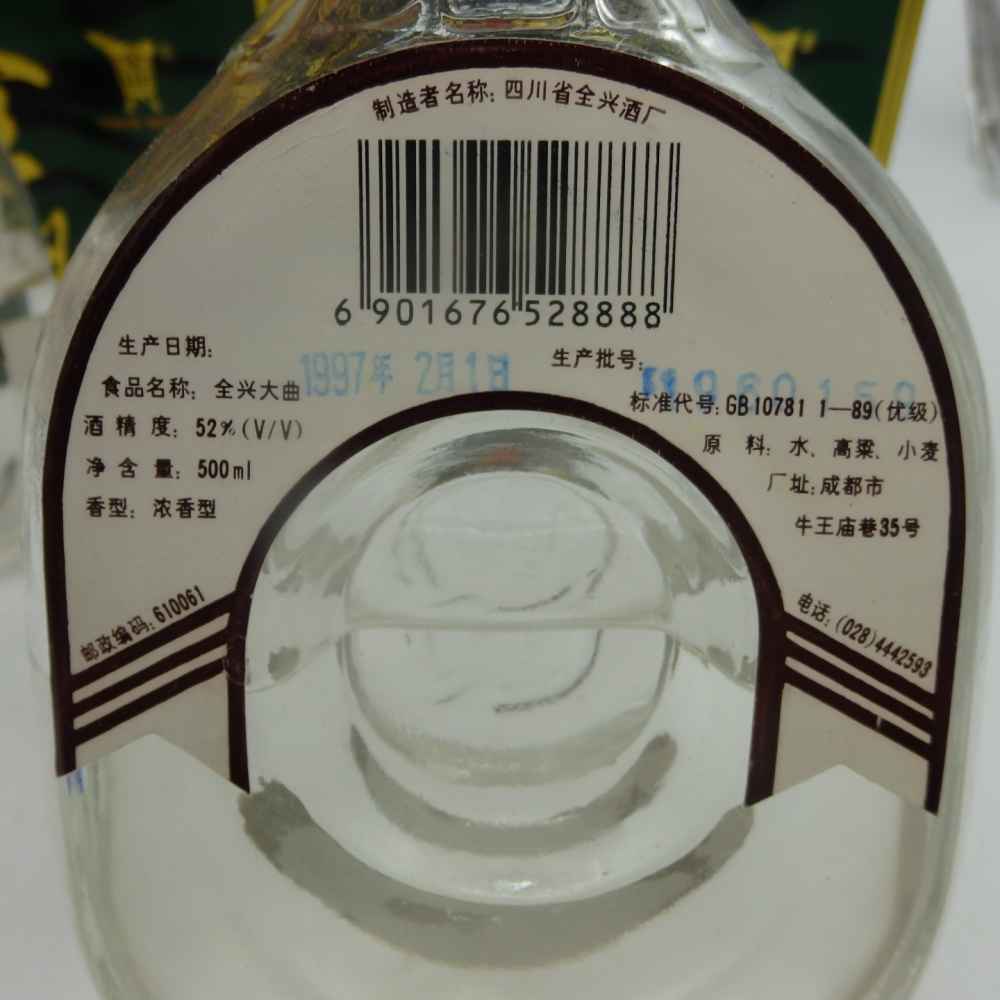 制造者名称: 四川省全兴酒厂
6 901676 528888
生产日期:
1997年 2月1日
生产批号:
食品名称: 全兴大曲
标准代号: GB10781 1—89(优级)
酒精度: 52%(V/V)
原料: 水、高粱、小麦
净含量: 500ml
厂址: 成都市
香型: 浓香型
牛王庙巷35号
邮政编码: 610061
电话: (028)4442593